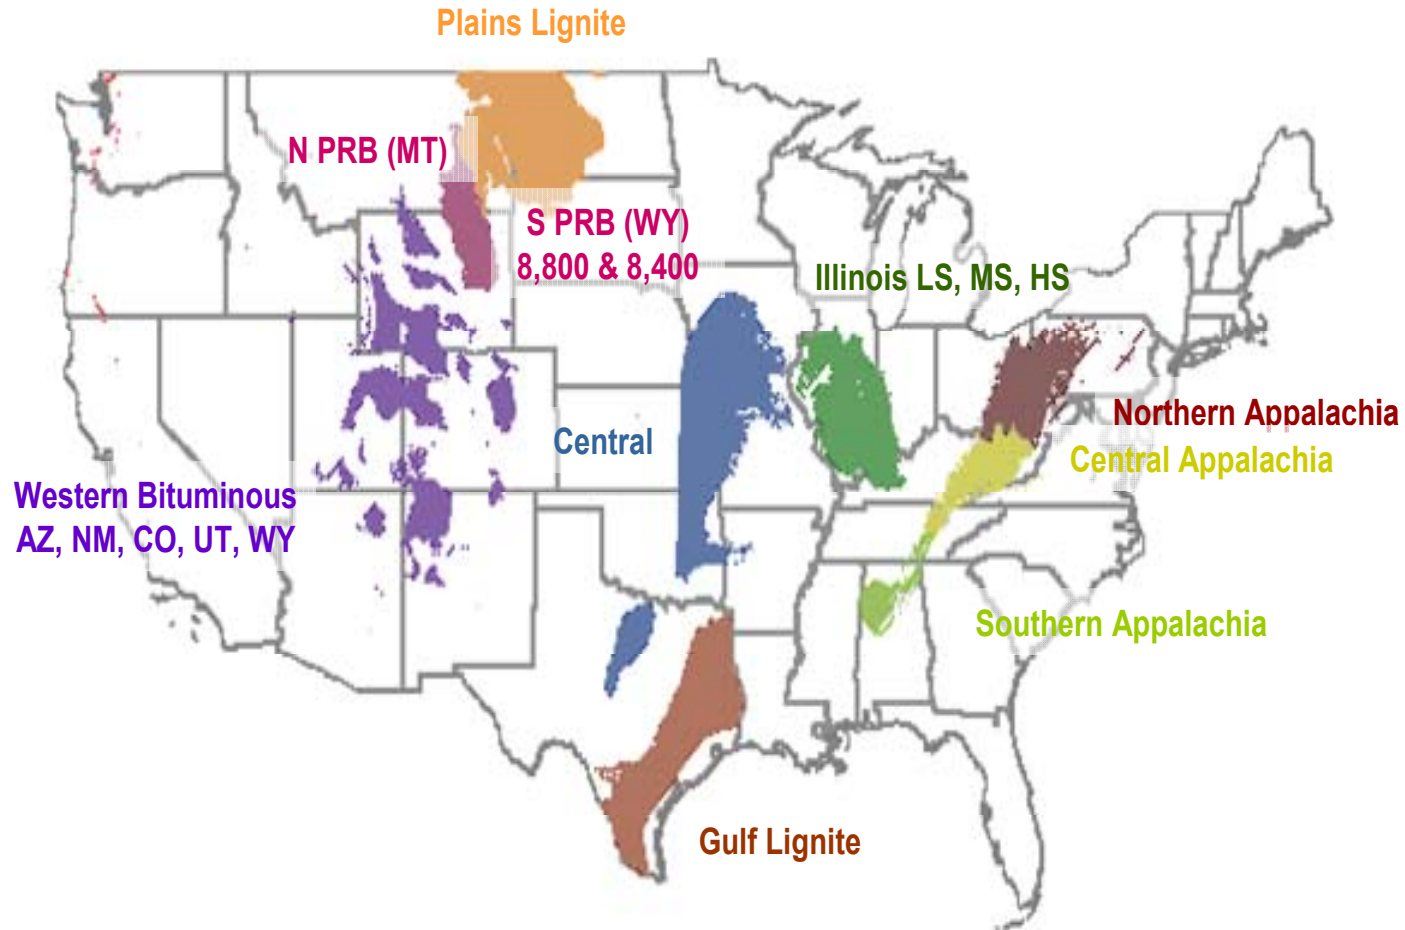 Plains Lignite
N PRB (MT)
S PRB (WY)
8,800 & 8,400
Illinois LS, MS, HS
Northern Appalachia
Central
Central Appalachia
Western Bituminous
AZ, NM, CO, UT, WY
Southern Appalachia
Gulf Lignite